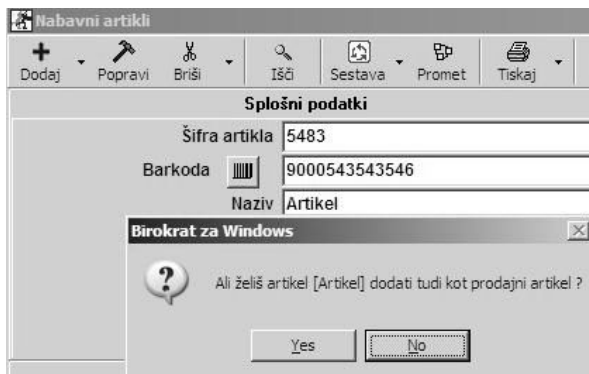 Nabavni artikli
Dodaj Popravi Briši Išči Sestava Promet Tiskaj
Splošni podatki
Šifra artikla 5483
Barkoda 9000543543546
Naziv Artikel
Birokrat za Windows
Ali želiš artikel [Artikel] dodati tudi kot prodajni artikel ?
Yes No